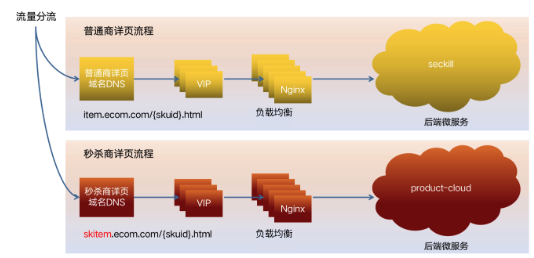 流量分流
普通商详页流程
普通商详页
域名DNS
VIP
Nginx
seckill
item.ecom.com/{skuid}.html
负载均衡
后端微服务
秒杀商详页流程
秒杀商详页
域名DNS
VIP
Nginx
product-cloud
skitem.ecom.com/{skuid}.html
负载均衡
后端微服务